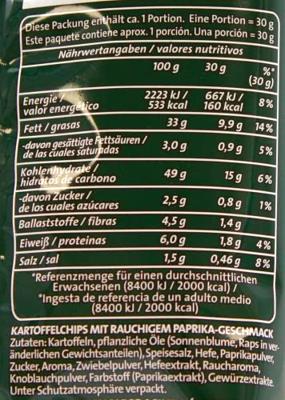 Diese Packung enthält ca. 1 Portion. Eine Portion = 30 g
Este paquete contiene aprox. 1 porción. Una porción = 30 g
Nährwertangaben / valores nutritivos
100 g 30 g %* (30 g)
Energie / valor energético 2223 kJ / 533 kcal 667 kJ / 160 kcal 8%
Fett / grasas 33 g 9,9 g 14%
-davon gesättigte Fettsäuren / de las cuales saturadas 3,0 g 0,9 g 5%
Kohlenhydrate / hidratos de carbono 49 g 15 g 6%
-davon Zucker / de los cuales azúcares 2,5 g 0,8 g 1%
Ballaststoffe / fibras 4,5 g 1,4 g
Eiweiß / proteinas 6,0 g 1,8 g 4%
Salz / sal 1,5 g 0,46 g 8%
*Referenzmenge für einen durchschnittlichen
Erwachsenen (8400 kJ / 2000 kcal) /
*Ingesta de referencia de un adulto medio
(8400 kJ / 2000 kcal)
KARTOFFELCHIPS MIT RAUCHIGEM PAPRIKA-GESCHMACK
Zutaten: Kartoffeln, pflanzliche Öle (Sonnenblume, Raps in ver-
änderlichen Gewichtsanteilen), Speisesalz, Hefe, Paprikapulver,
Zucker, Aroma, Zwiebelpulver, Hefeextrakt, Raucharoma,
Knoblauchpulver, Farbstoff (Paprikaextrakt), Gewürzextrakte.
Unter Schutzatmosphäre verpackt.